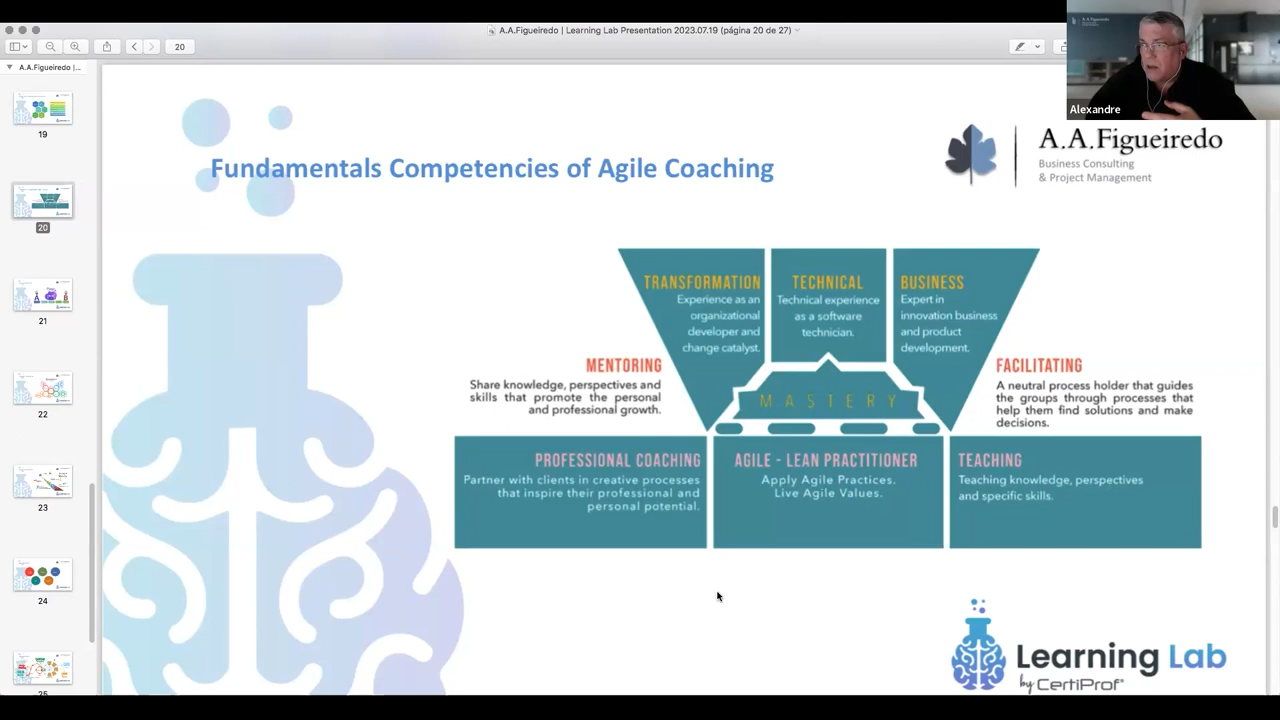 A.A.Figueiredo | Learning Lab Presentation 2023.07.19 (página 20 de 27)
20
A.A.Figueiredo |...
19
20
21
22
23
24
25
Alexandre
Fundamentals Competencies of Agile Coaching
A.A.Figueiredo
Business Consulting
& Project Management
TRANSFORMATION
Experience as an
organizational
developer and
change catalyst.
TECHNICAL
Technical experience
as a software
technician.
BUSINESS
Expert in
innovation business
and product
development.
MENTORING
Share knowledge, perspectives and
skills that promote the personal
and professional growth.
MASTERY
FACILITATING
A neutral process holder that guides
the groups through processes that
help them find solutions and make
decisions.
PROFESSIONAL COACHING
Partner with clients in creative processes
that inspire their professional and
personal potential.
AGILE - LEAN PRACTITIONER
Apply Agile Practices.
Live Agile Values.
TEACHING
Teaching knowledge, perspectives
and specific skills.
Learning Lab
by CertiProf®